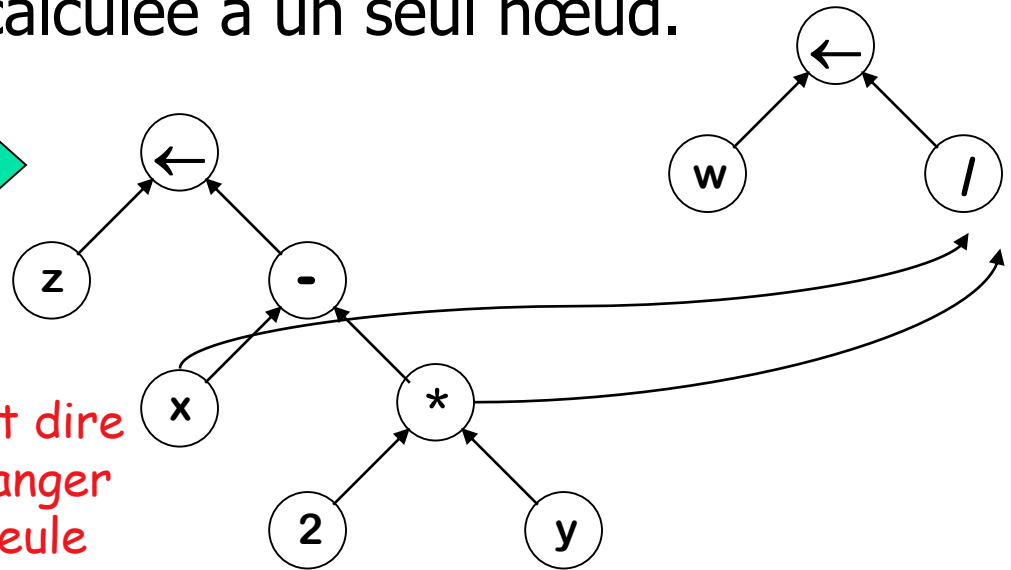 calculée à un seul nœud.
←
w
/
←
z
-
x
*
2
y
t dire
anger
eule